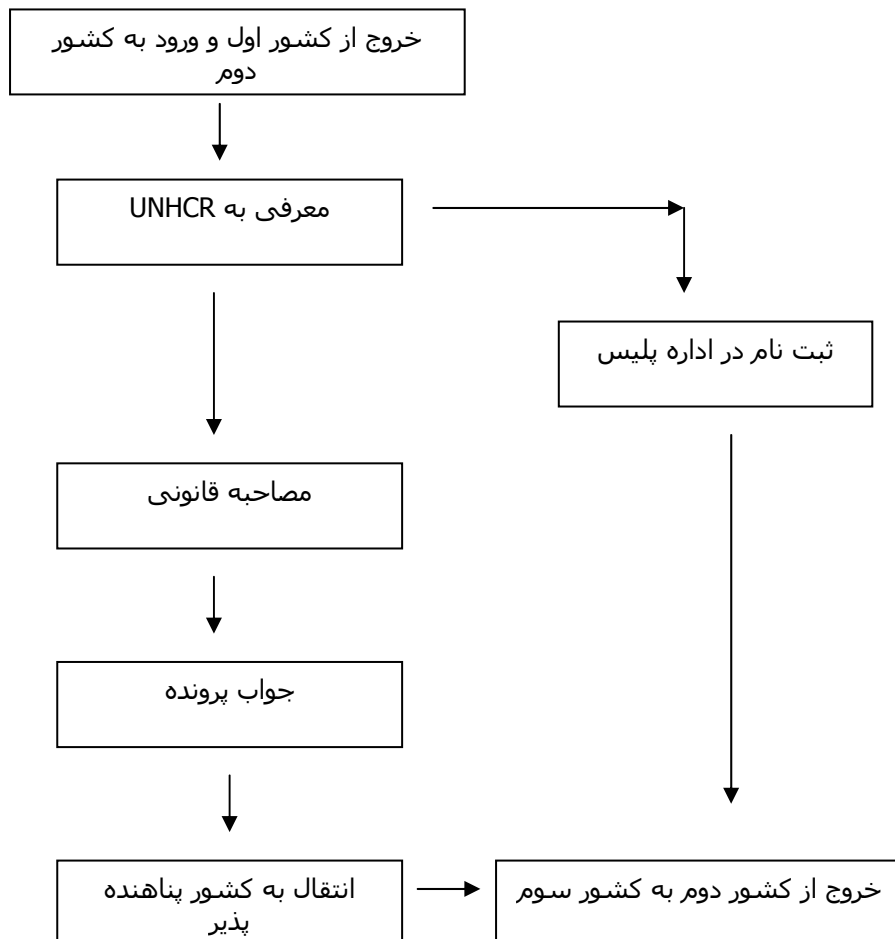 خروج از کشور اول و ورود به کشور
دوم
معرفی به UNHCR
ثبت نام در اداره پلیس
مصاحبه قانونی
جواب پرونده
انتقال به کشور پناهنده
پذیر
خروج از کشور دوم به کشور سوم